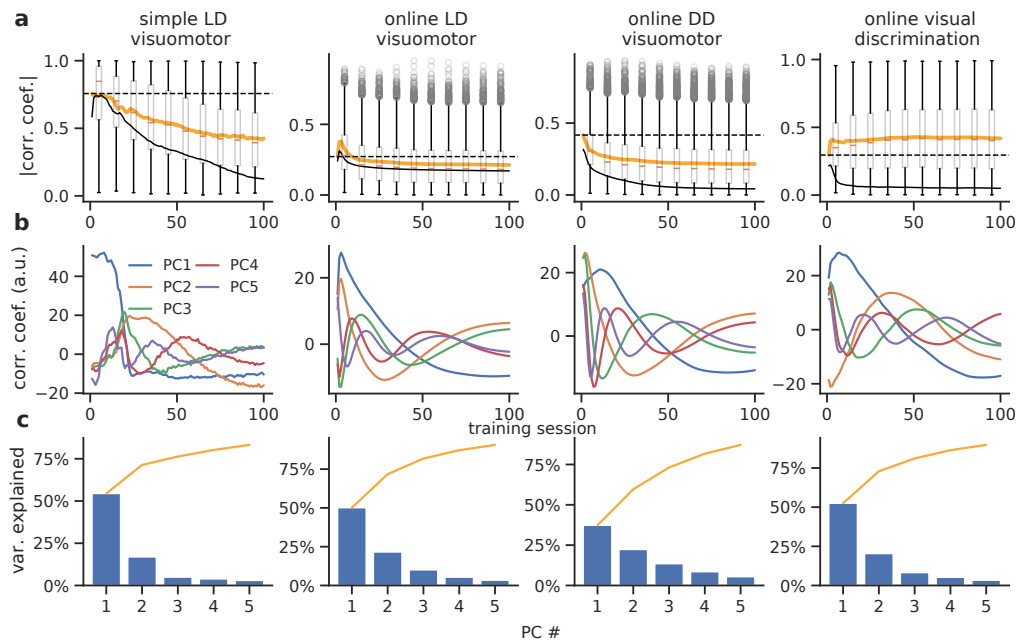 a
simple LD
visuomotor
online LD
visuomotor
online DD
visuomotor
online visual
discrimination
|corr. coef.|
1.0
0.5
0.0
0 50 100
0.5
0.0
0 50 100
0.5
0.0
0 50 100
1.0
0.5
0.0
0 50 100
b
corr. coef. (a.u.)
40
20
0
−20
PC1
PC2
PC3
PC4
PC5
0 50 100
20
0
0 50 100
20
0
0 50 100
20
0
−20
0 50 100
training session
c
var. explained
75%
50%
25%
0%
1 2 3 4 5
75%
50%
25%
0%
1 2 3 4 5
75%
50%
25%
0%
1 2 3 4 5
75%
50%
25%
0%
1 2 3 4 5
PC #